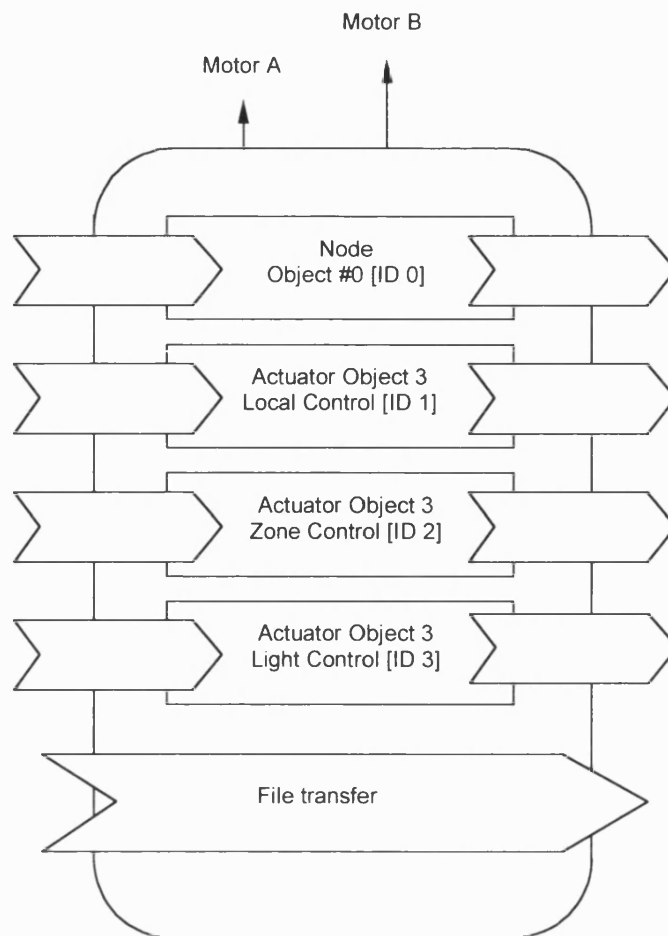 Motor B
Motor A
Node
Object #0 [ID 0]
Actuator Object 3
Local Control [ID 1]
Actuator Object 3
Zone Control [ID 2]
Actuator Object 3
Light Control [ID 3]
File transfer